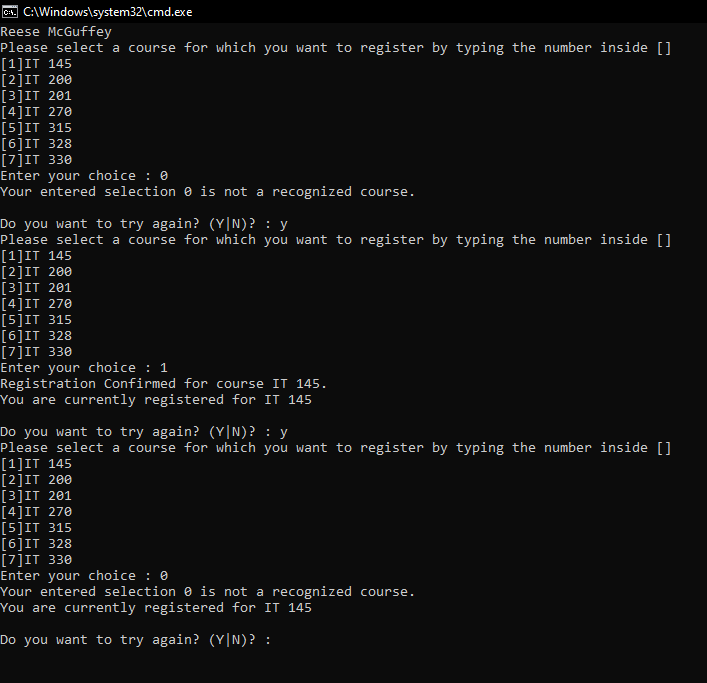 C:\Windows\system32\cmd.exe
Reese McGuffey
Please select a course for which you want to register by typing the number inside []
[1]IT 145
[2]IT 200
[3]IT 201
[4]IT 270
[5]IT 315
[6]IT 328
[7]IT 330
Enter your choice : 0
Your entered selection 0 is not a recognized course.
Do you want to try again? (Y|N)? : y
Please select a course for which you want to register by typing the number inside []
[1]IT 145
[2]IT 200
[3]IT 201
[4]IT 270
[5]IT 315
[6]IT 328
[7]IT 330
Enter your choice : 1
Registration Confirmed for course IT 145.
You are currently registered for IT 145
Do you want to try again? (Y|N)? : y
Please select a course for which you want to register by typing the number inside []
[1]IT 145
[2]IT 200
[3]IT 201
[4]IT 270
[5]IT 315
[6]IT 328
[7]IT 330
Enter your choice : 0
Your entered selection 0 is not a recognized course.
You are currently registered for IT 145
Do you want to try again? (Y|N)? :